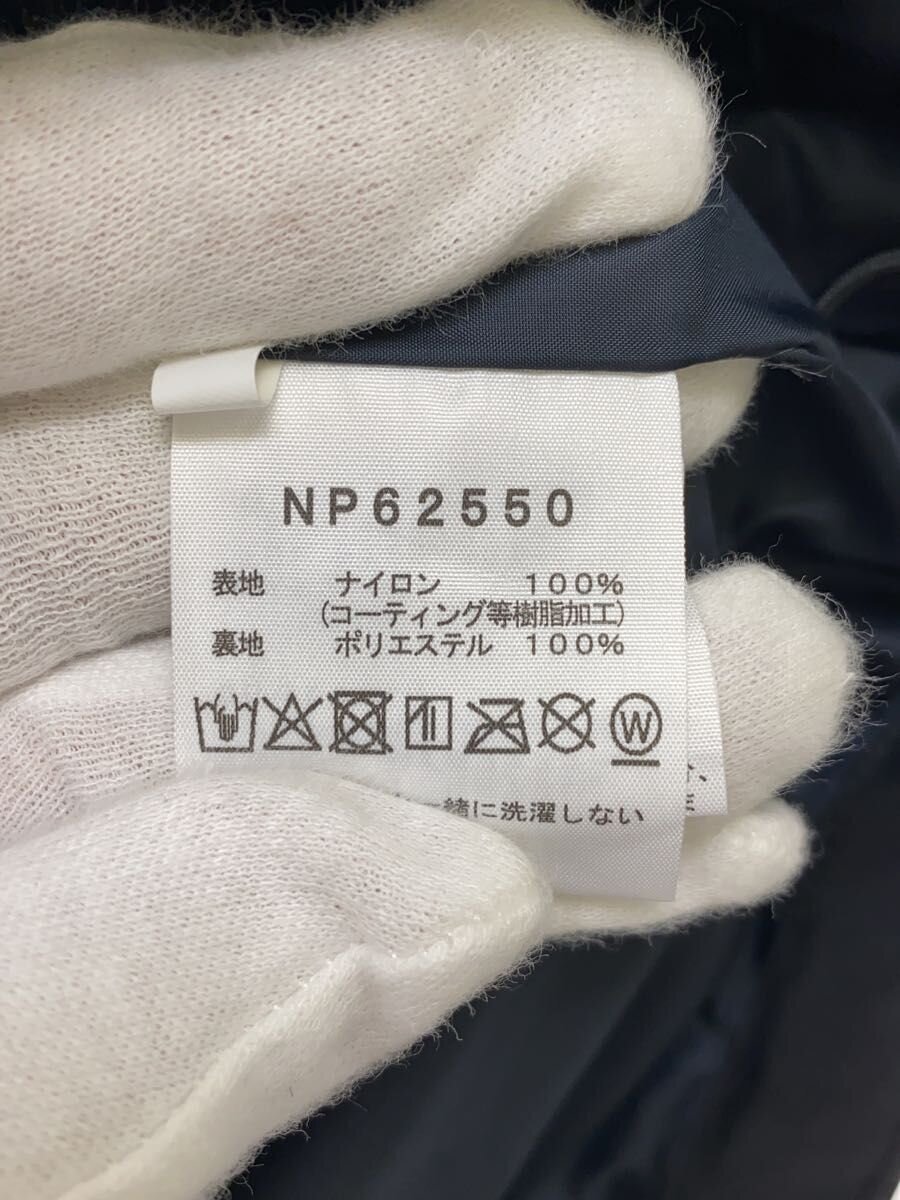 NP62550
表地 ナイロン 100%
(コーティング等樹脂加工)
裏地 ポリエステル 100%
W
緒に洗濯しない